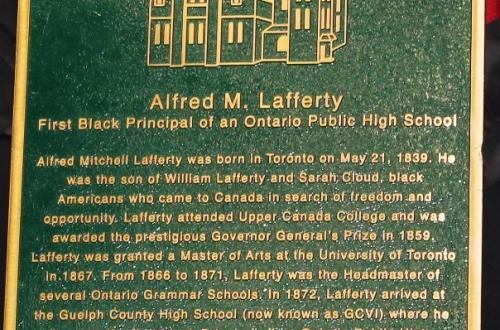 Alfred M. Lafferty
First Black Principal of an Ontario Public High School
Alfred Mitchell Lafferty was born in Toronto on May 21, 1839. He
was the son of William Lafferty and Sarah Cloud, black
Americans who came to Canada in search of freedom and
opportunity. Lafferty attended Upper Canada College and was
awarded the prestigious Governor General's Prize in 1859.
Lafferty was granted a Master of Arts at the University of Toronto
in 1867. From 1866 to 1871, Lafferty was the Headmaster of
several Ontario Grammar Schools. In 1872, Lafferty arrived at
the Guelph County High School (now known as GCVI) where he